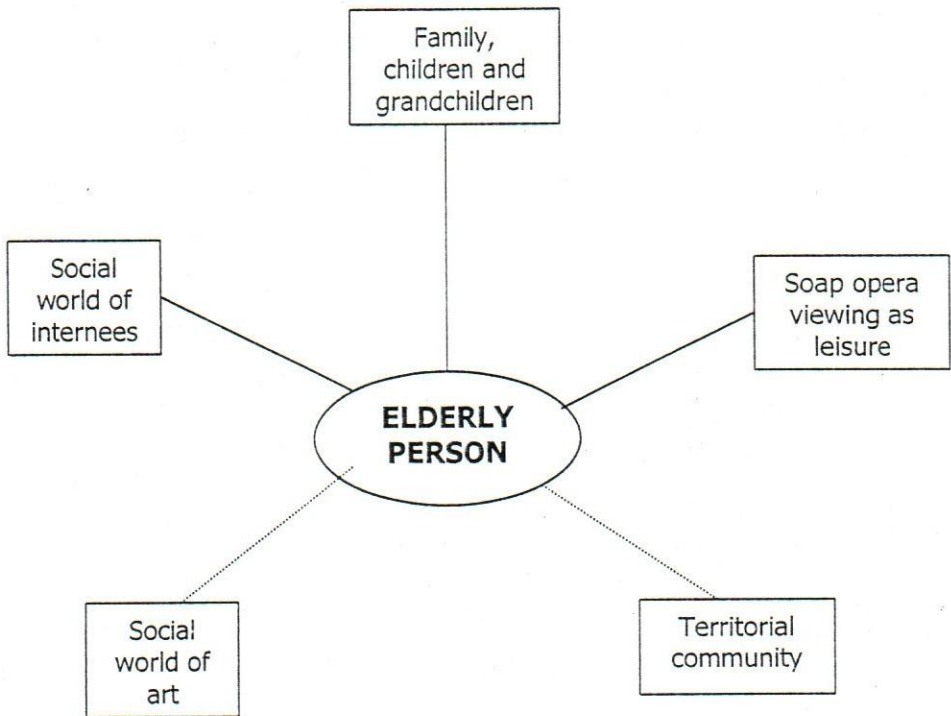 Family,
children and
grandchildren
Social
world of
internees
Soap opera
viewing as
leisure
ELDERLY
PERSON
Social
world of
art
Territorial
community